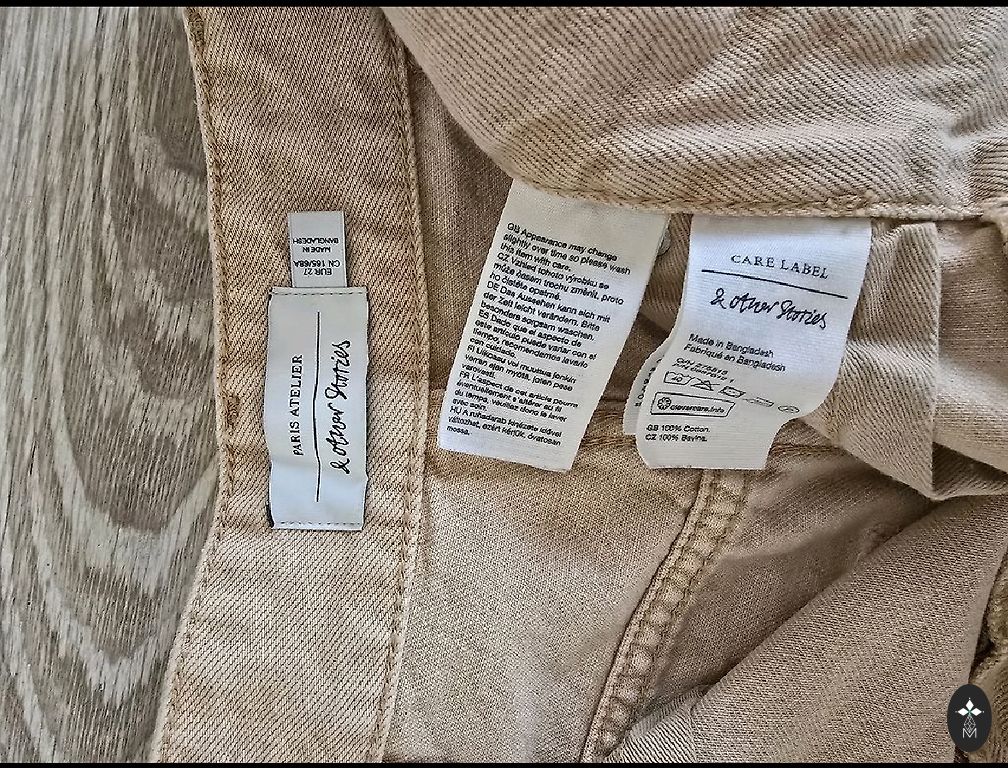 EUR 27
CN 165/68A
MADE IN
BANGLADESH
PARIS ATELIER
& other Stories
GB Appearance may change
slightly over time so please wash
this item with care.
CZ Vzhled tohoto výrobku se
může časem trochu změnit, proto
ho čistěte opatrně.
DE Das Aussehen kann sich mit
der Zeit leicht verändern. Bitte
besonders sorgsam waschen.
ES Dado que el aspecto de
este artículo puede variar con el
tiempo, recomendamos lavarlo
con cuidado.
FI Ulkoasu voi muuttua jonkin
verran ajan myötä, joten pese
varovasti.
FR L'aspect de cet article pourra
éventuellement s'altérer au fil
du temps, veuillez donc le laver
avec soin.
HU A ruhadarab kinézete idővel
változhat, ezért kérjük, óvatosan
mossa.
CARE LABEL
& other Stories
Made in Bangladesh
Fabriqué en Bangladesh
clevercare.info
GB 100% Cotton.
CZ 100% Bavlna.
M